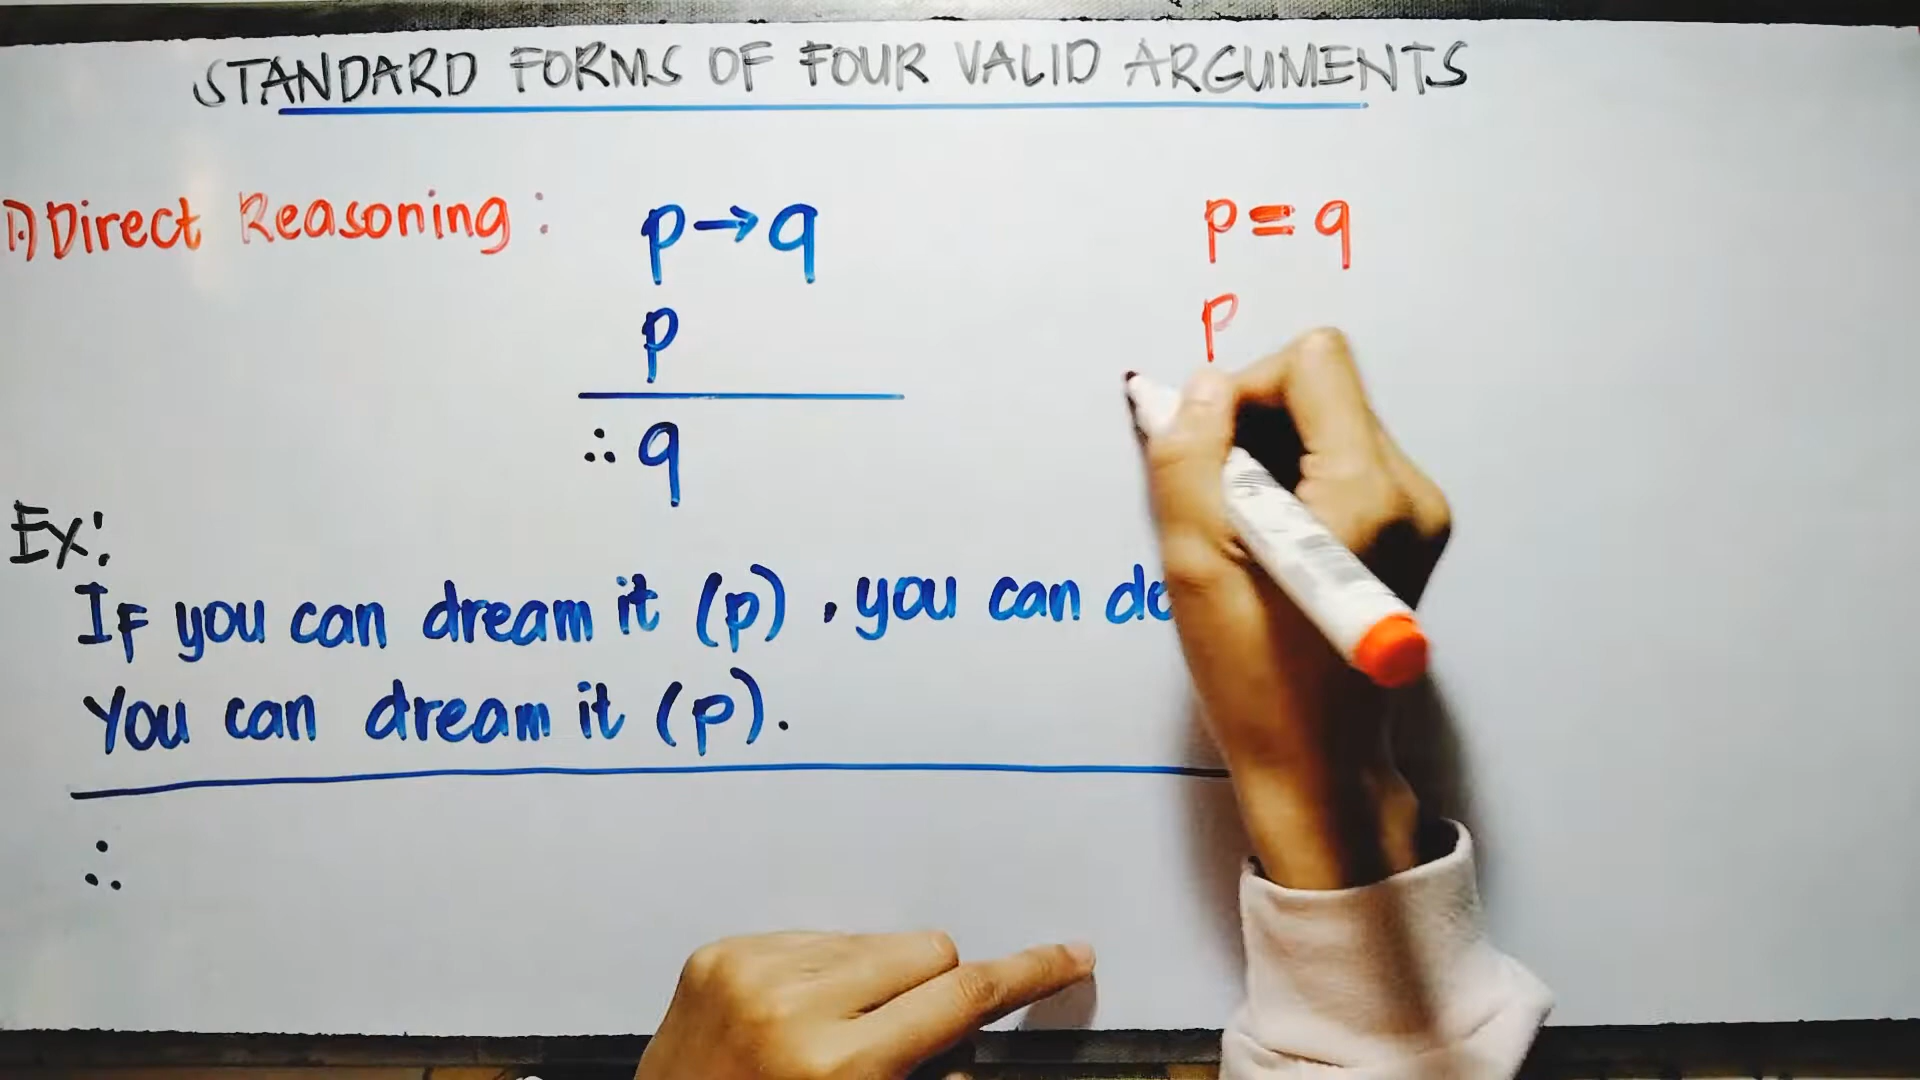 STANDARD FORMS OF FOUR VALID ARGUMENTS
1.) Direct Reasoning :
p → q
p
∴ q
p = q
p
Ex:
IF you can dream it (p) , you can do
You can dream it (p).
∴